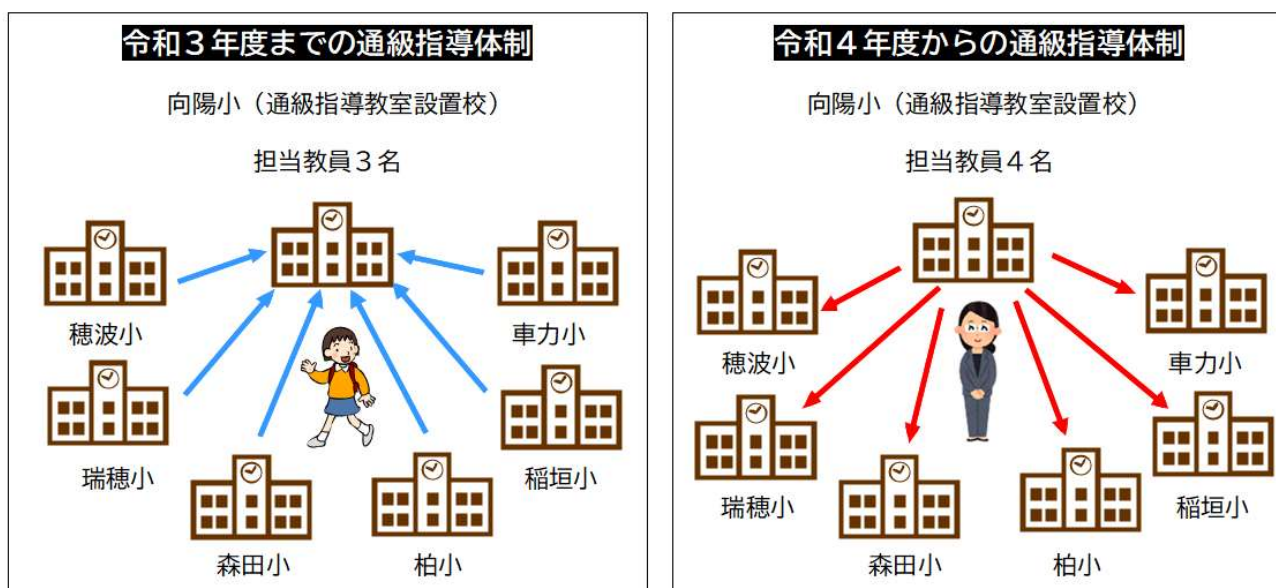 令和３年度までの通級指導体制
向陽小（通級指導教室設置校）
担当教員３名
穂波小
車力小
瑞穂小
稲垣小
森田小
柏小
令和４年度からの通級指導体制
向陽小（通級指導教室設置校）
担当教員４名
穂波小
車力小
瑞穂小
稲垣小
森田小
柏小